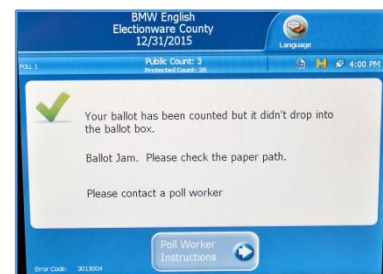 BMW English
Electionware County
12/31/2015
Language
POLL 1
Public Count: 3
Protected Count: 20
4:00 PM
Your ballot has been counted but it didn't drop into
the ballot box.
Ballot Jam. Please check the paper path.
Please contact a poll worker
Poll Worker
Instructions
Error Code: 3013004